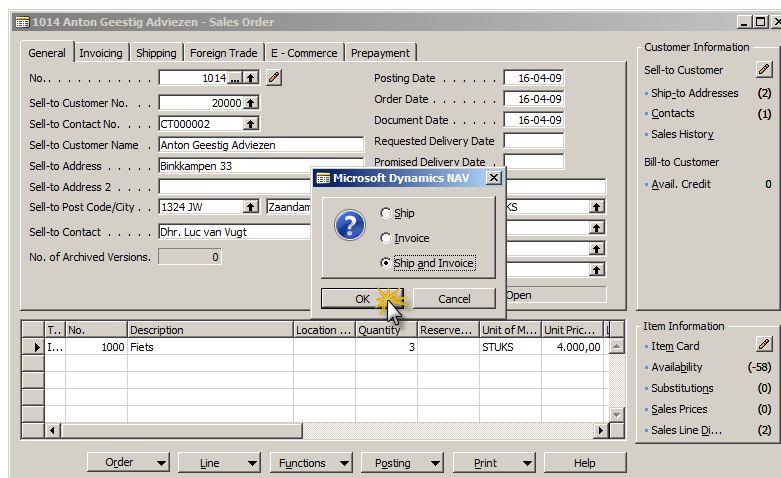 1014 Anton Geestig Adviezen - Sales Order
General Invoicing Shipping Foreign Trade E - Commerce Prepayment
No. . . . . . . . . . . . 1014 ...
Sell-to Customer No. . . . 20000
Sell-to Contact No. . . . CT000002
Sell-to Customer Name . Anton Geestig Adviezen
Sell-to Address . . . . . Binkkampen 33
Sell-to Address 2 . . . . .
Sell-to Post Code/City . . 1324 JW Zaandam
Sell-to Contact . . . . . Dhr. Luc van Vugt
No. of Archived Versions. 0
Posting Date . . . . . . 16-04-09
Order Date . . . . . . . 16-04-09
Document Date . . . . . 16-04-09
Requested Delivery Date
Promised Delivery Date .
KS
Open
Microsoft Dynamics NAV
Ship
Invoice
Ship and Invoice
OK Cancel
Customer Information
Sell-to Customer
Ship-to Addresses (2)
Contacts (1)
Sales History
Bill-to Customer
Avail. Credit 0
T... No. Description Location ... Quantity Reserve... Unit of M... Unit Pric... L
I... 1000 Fiets 3 STUKS 4.000,00
Item Information
Item Card
Availability (-58)
Substitutions (0)
Sales Prices (0)
Sales Line Di... (2)
Order Line Functions Posting Print Help